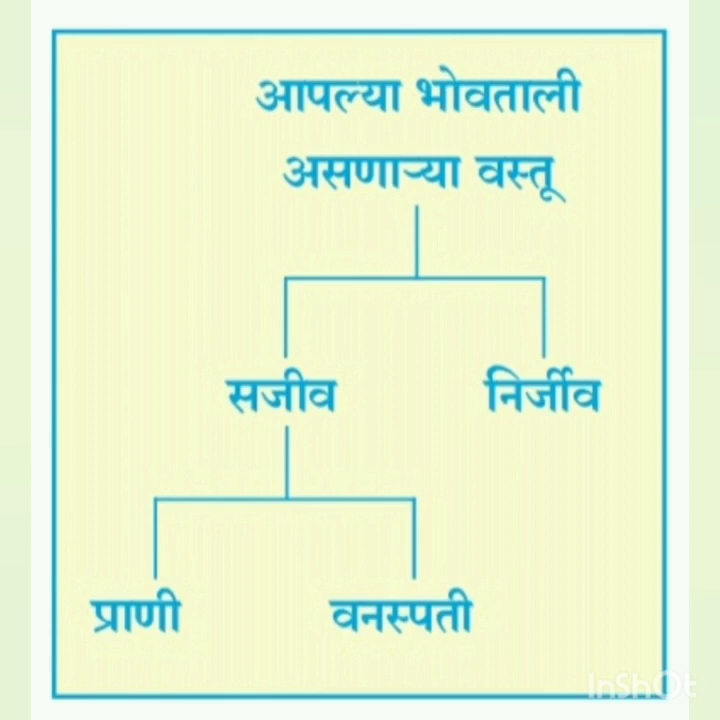 आपल्या भोवताली
असणाऱ्या वस्तू
सजीव
निर्जीव
प्राणी
वनस्पती
InShOt